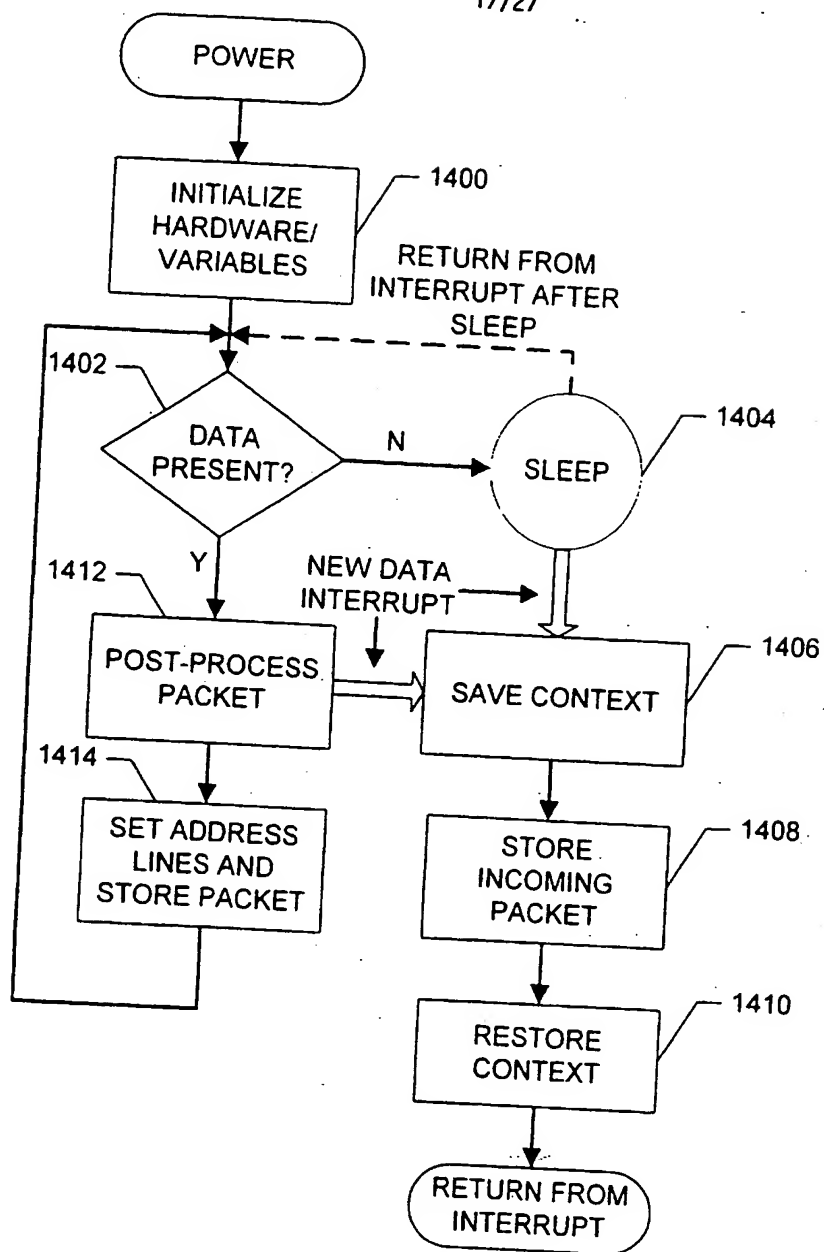 17/27
POWER
INITIALIZE
HARDWARE/
VARIABLES
1400
RETURN FROM
INTERRUPT AFTER
SLEEP
1402
DATA
PRESENT?
N
SLEEP
1404
Y
1412
NEW DATA
INTERRUPT
POST-PROCESS
PACKET
SAVE CONTEXT
1406
1414
SET ADDRESS
LINES AND
STORE PACKET
STORE
INCOMING
PACKET
1408
RESTORE
CONTEXT
1410
RETURN FROM
INTERRUPT